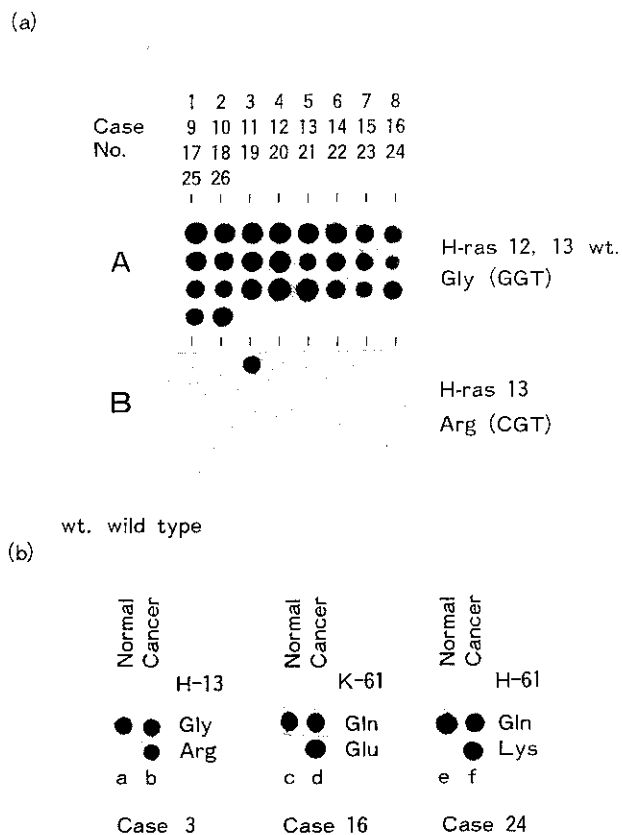 (a)
1 2 3 4 5 6 7 8
Case 9 10 11 12 13 14 15 16
No. 17 18 19 20 21 22 23 24
25 26
A
H-ras 12, 13 wt.
Gly (GGT)
B
H-ras 13
Arg (CGT)
wt. wild type
(b)
Normal Cancer Normal Cancer Normal Cancer
H-13 K-61 H-61
Gly Gln Gln
Arg Glu Lys
a b c d e f
Case 3 Case 16 Case 24